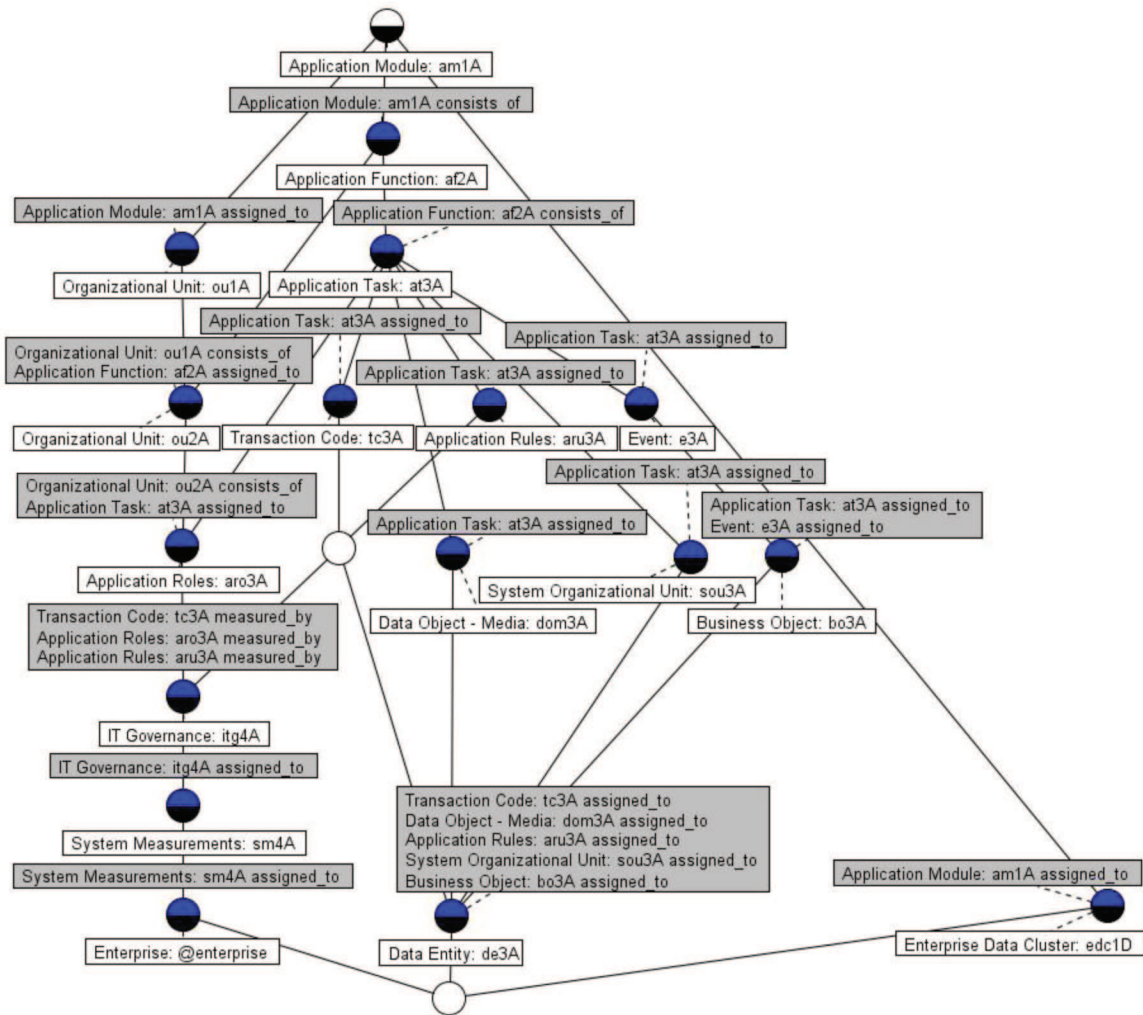 Application Module: am1A
Application Module: am1A consists_of
Application Function: af2A
Application Module: am1A assigned_to
Application Function: af2A consists_of
Organizational Unit: ou1A
Application Task: at3A
Application Task: at3A assigned_to
Application Task: at3A assigned_to
Organizational Unit: ou1A consists_of
Application Function: af2A assigned_to
Application Task: at3A assigned_to
Organizational Unit: ou2A
Transaction Code: tc3A
Application Rules: aru3A
Event: e3A
Organizational Unit: ou2A consists_of
Application Task: at3A assigned_to
Application Task: at3A assigned_to
Application Task: at3A assigned_to
Event: e3A assigned_to
Application Task: at3A assigned_to
Application Roles: aro3A
System Organizational Unit: sou3A
Transaction Code: tc3A measured_by
Application Roles: aro3A measured_by
Application Rules: aru3A measured_by
Data Object - Media: dom3A
Business Object: bo3A
IT Governance: itg4A
IT Governance: itg4A assigned_to
Transaction Code: tc3A assigned_to
Data Object - Media: dom3A assigned_to
Application Rules: aru3A assigned_to
System Organizational Unit: sou3A assigned_to
Business Object: bo3A assigned_to
System Measurements: sm4A
System Measurements: sm4A assigned_to
Application Module: am1A assigned_to
Enterprise: @enterprise
Data Entity: de3A
Enterprise Data Cluster: edc1D